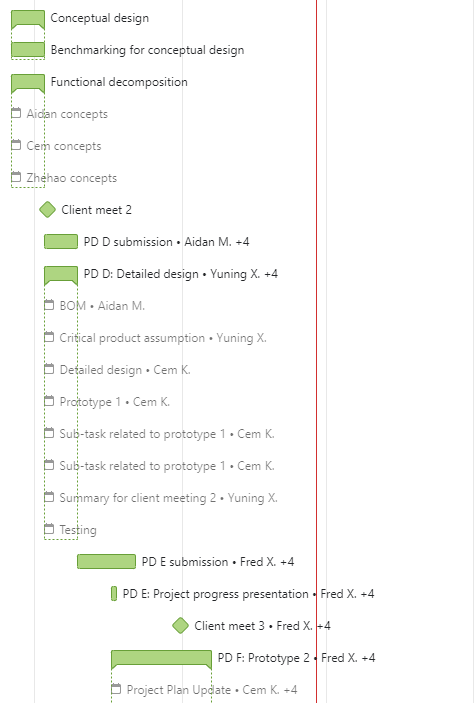 Conceptual design
Benchmarking for conceptual design
Functional decomposition
Aidan concepts
Cem concepts
Zhehao concepts
Client meet 2
PD D submission • Aidan M. +4
PD D: Detailed design • Yuning X. +4
BOM • Aidan M.
Critical product assumption • Yuning X.
Detailed design • Cem K.
Prototype 1 • Cem K.
Sub-task related to prototype 1 • Cem K.
Sub-task related to prototype 1 • Cem K.
Summary for client meeting 2 • Yuning X.
Testing
PD E submission • Fred X. +4
PD E: Project progress presentation • Fred X. +4
Client meet 3 • Fred X. +4
PD F: Prototype 2 • Fred X. +4
Project Plan Update • Cem K. +4